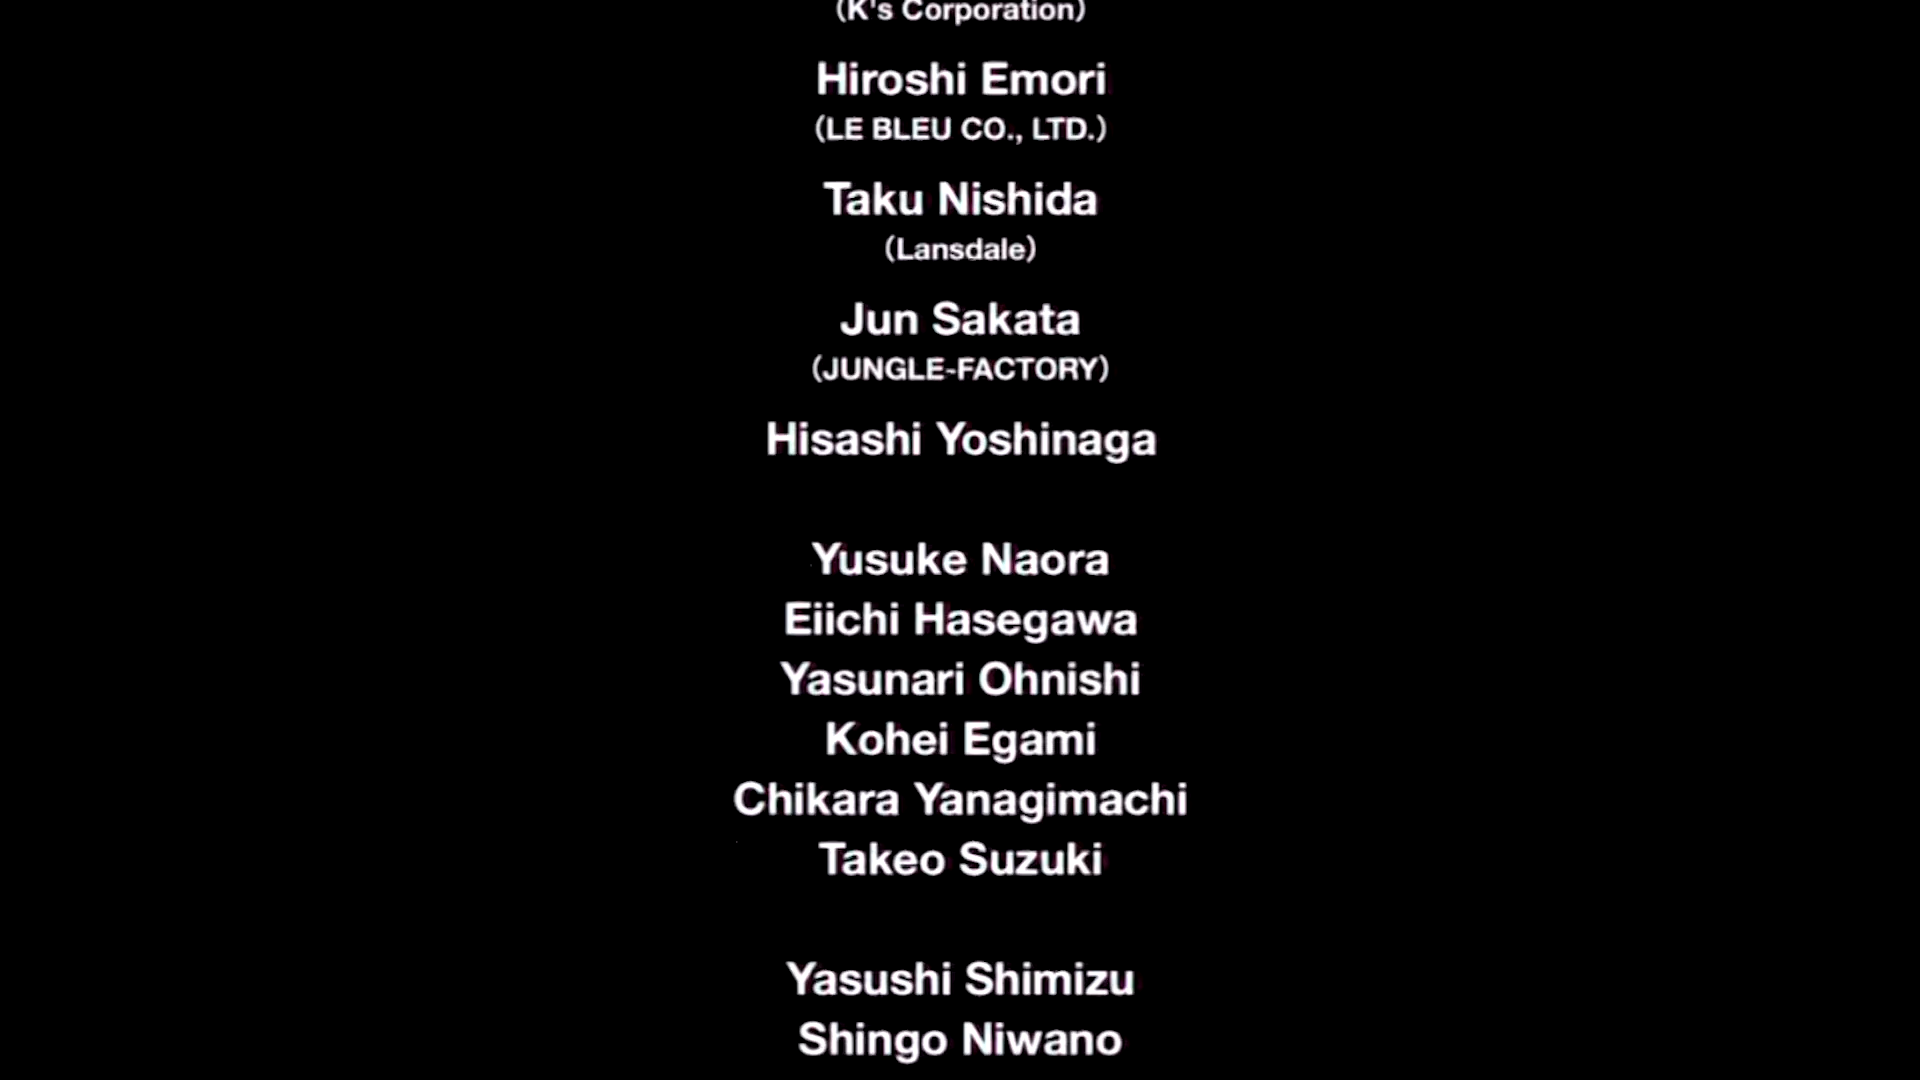 (K's Corporation)
Hiroshi Emori
(LE BLEU CO., LTD.)
Taku Nishida
(Lansdale)
Jun Sakata
(JUNGLE-FACTORY)
Hisashi Yoshinaga
Yusuke Naora
Eiichi Hasegawa
Yasunari Ohnishi
Kohei Egami
Chikara Yanagimachi
Takeo Suzuki
Yasushi Shimizu
Shingo Niwano